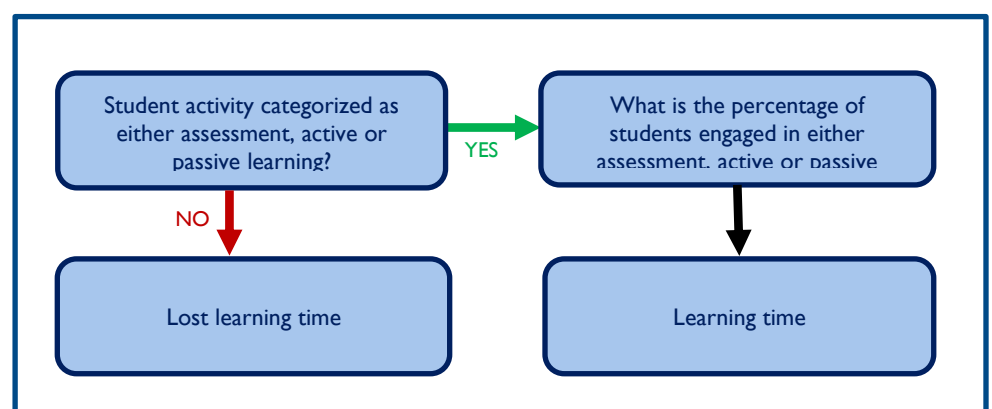 Student activity categorized as
either assessment, active or
passive learning?
YES
What is the percentage of
students engaged in either
assessment, active or passive
NO
Lost learning time
Learning time